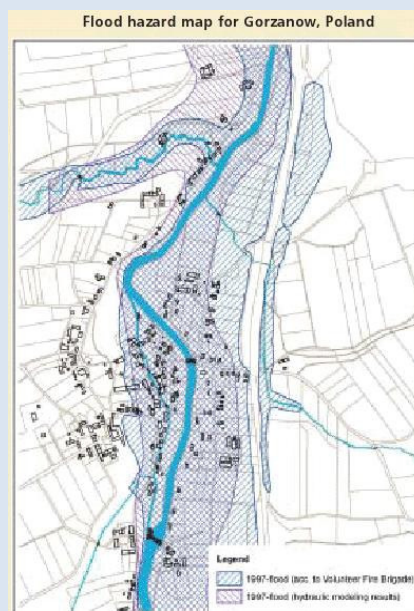 Flood hazard map for Gorzanow, Poland
Legend
1997-flood (acc. to Volunteer Fire Brigade)
1997-flood (hydraulic modeling results)